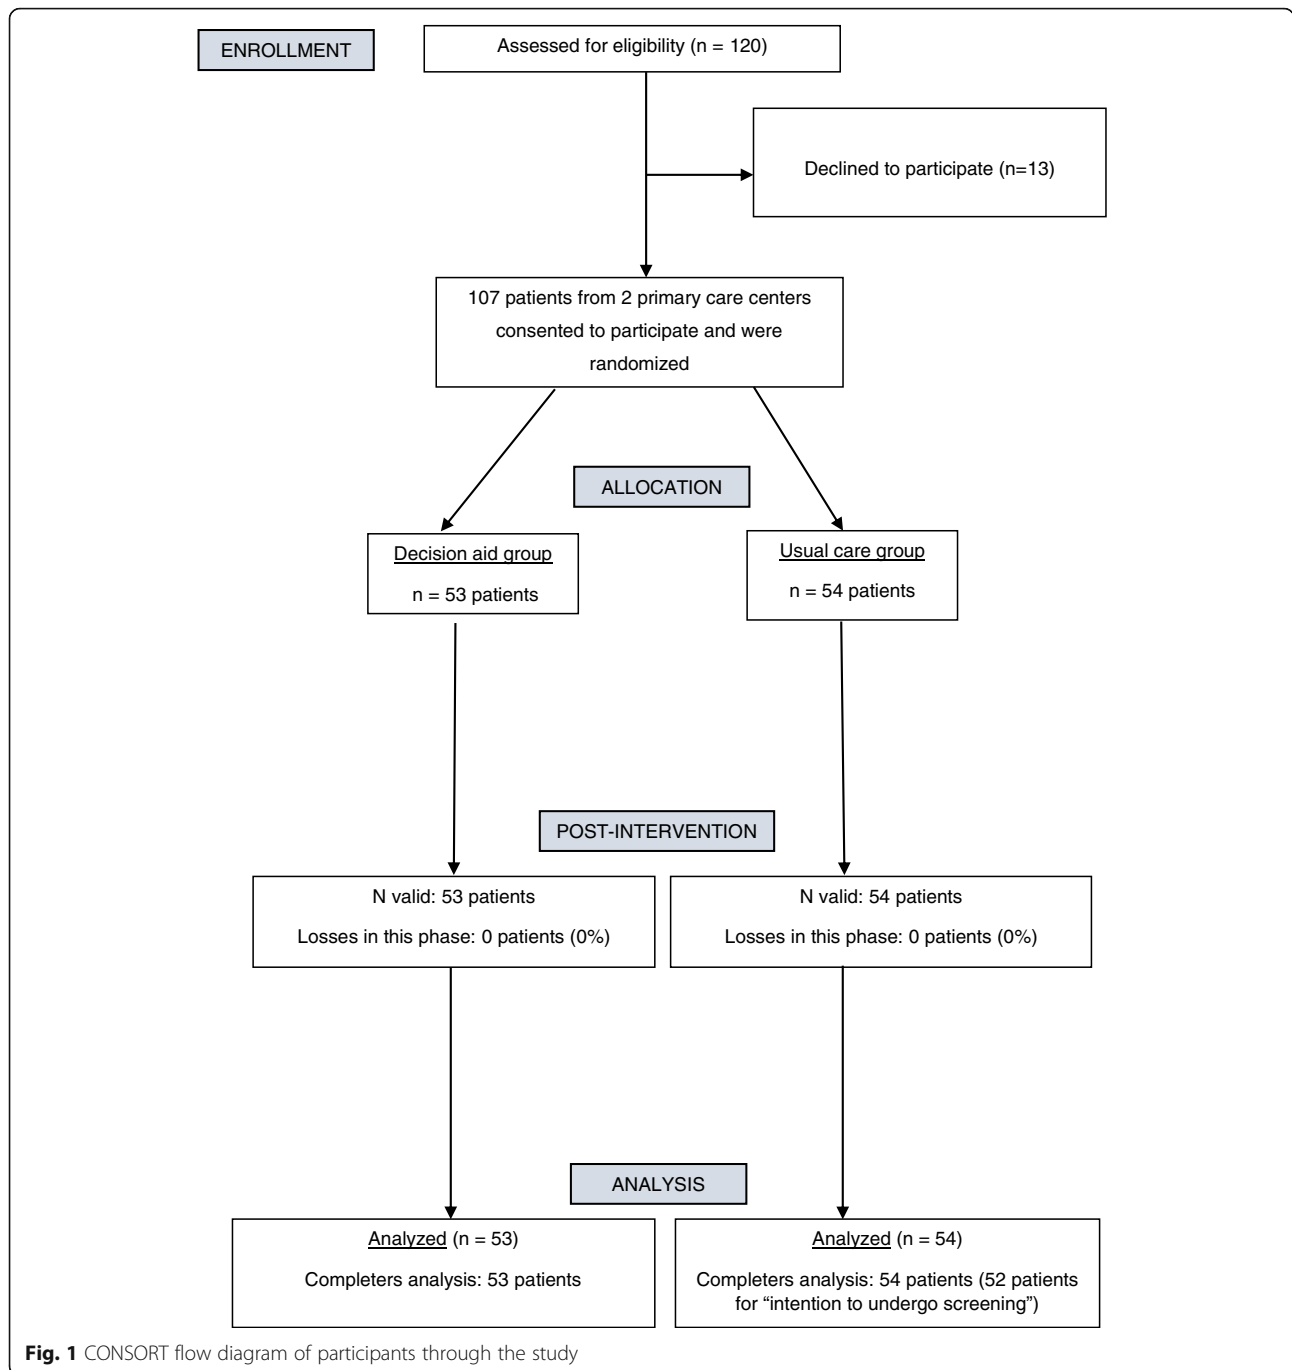 ENROLLMENT
Assessed for eligibility (n = 120)
Declined to participate (n=13)
107 patients from 2 primary care centers
consented to participate and were
randomized
ALLOCATION
Decision aid group
n = 53 patients
Usual care group
n = 54 patients
POST-INTERVENTION
N valid: 53 patients
Losses in this phase: 0 patients (0%)
N valid: 54 patients
Losses in this phase: 0 patients (0%)
ANALYSIS
Analyzed (n = 53)
Completers analysis: 53 patients
Analyzed (n = 54)
Completers analysis: 54 patients (52 patients
for “intention to undergo screening”)
Fig. 1 CONSORT flow diagram of participants through the study